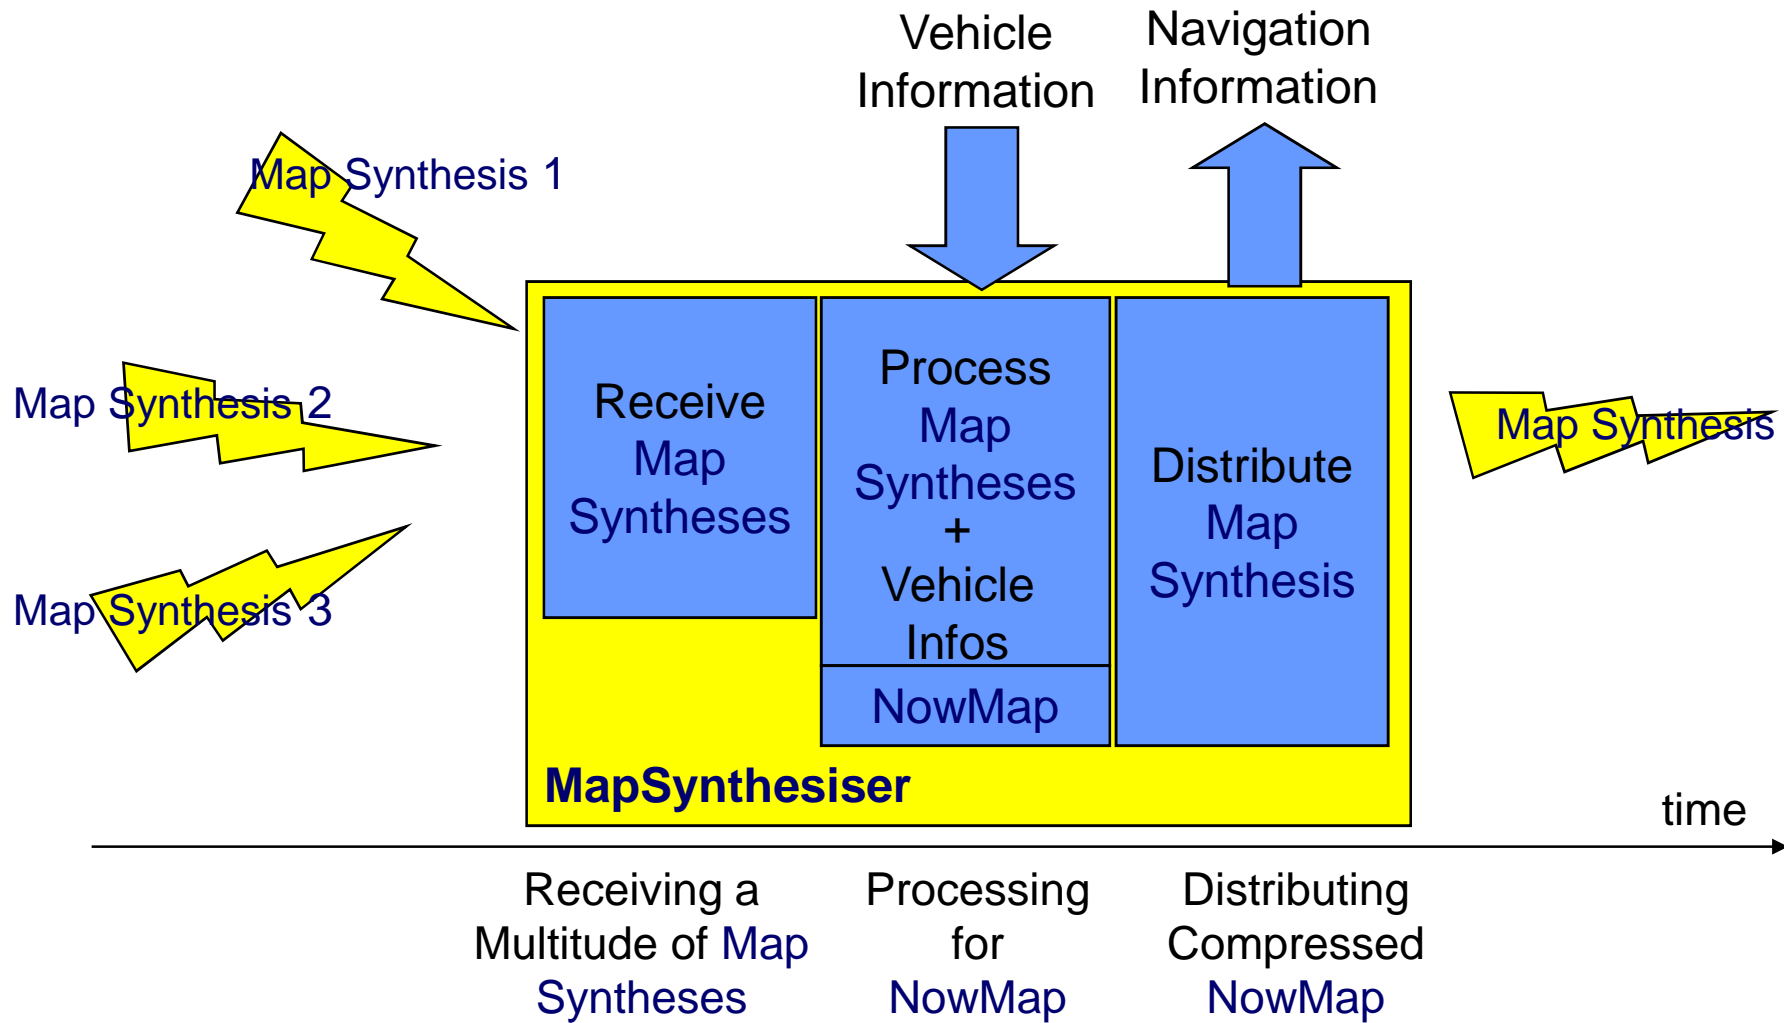 Vehicle
Information
Navigation
Information
Map Synthesis 1
Map Synthesis 2
Map Synthesis 3
Receive
Map
Syntheses
Process
Map
Syntheses
+
Vehicle
Infos
NowMap
Distribute
Map
Synthesis
Map Synthesis
MapSynthesiser
time
Receiving a
Multitude of Map
Syntheses
Processing
for
NowMap
Distributing
Compressed
NowMap